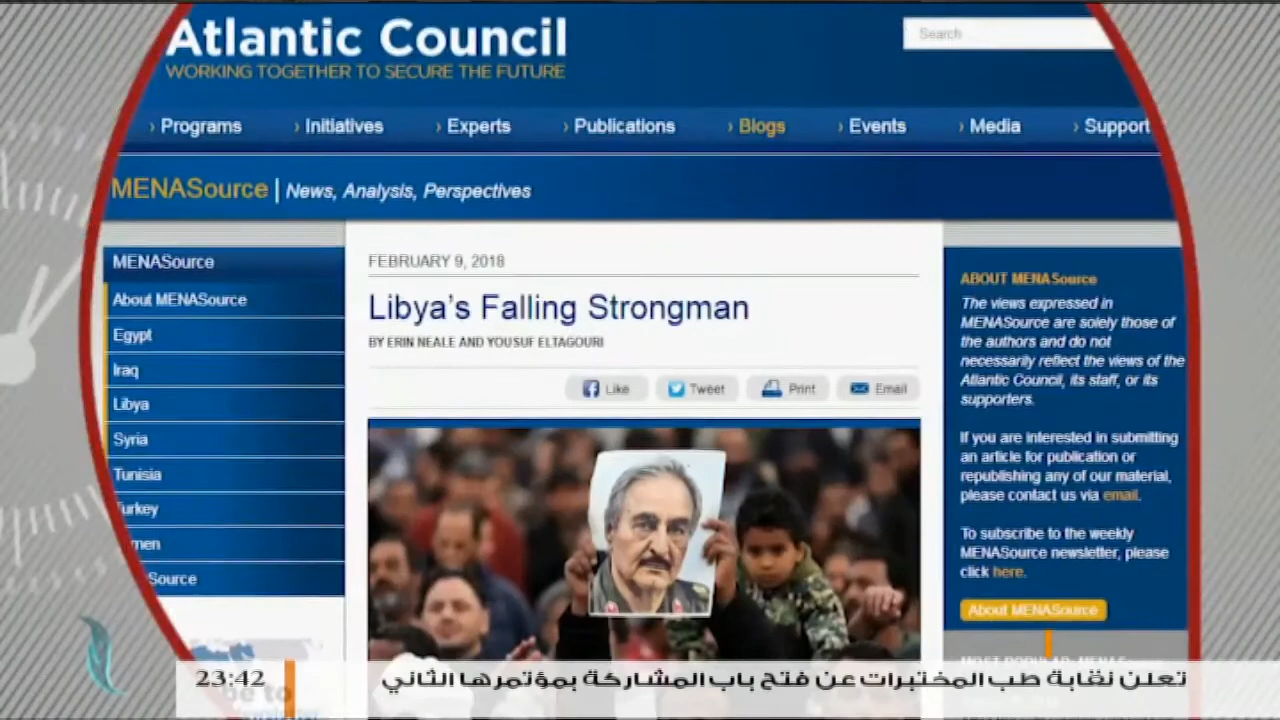 Atlantic Council
WORKING TOGETHER TO SECURE THE FUTURE
Search
› Programs › Initiatives › Experts › Publications › Blogs › Events › Media › Support
MENASource | News, Analysis, Perspectives
MENASource
About MENASource
Egypt
Iraq
Libya
Syria
Tunisia
urkey
men
Source
FEBRUARY 9, 2018
Libya's Falling Strongman
BY ERIN NEALE AND YOUSUF ELTAGOURI
Like Tweet Print Email
ABOUT MENASource
The views expressed in
MENASource are solely those of
the authors and do not
necessarily reflect the views of the
Atlantic Council, its staff, or its
supporters.
If you are interested in submitting
an article for publication or
republishing any of our material,
please contact us via email.
To subscribe to the weekly
MENASource newsletter, please
click here.
About MENASource
be to
23:42
تعلن نقابة طب المختبرات عن فتح باب المشاركة بمؤتمرها الثاني